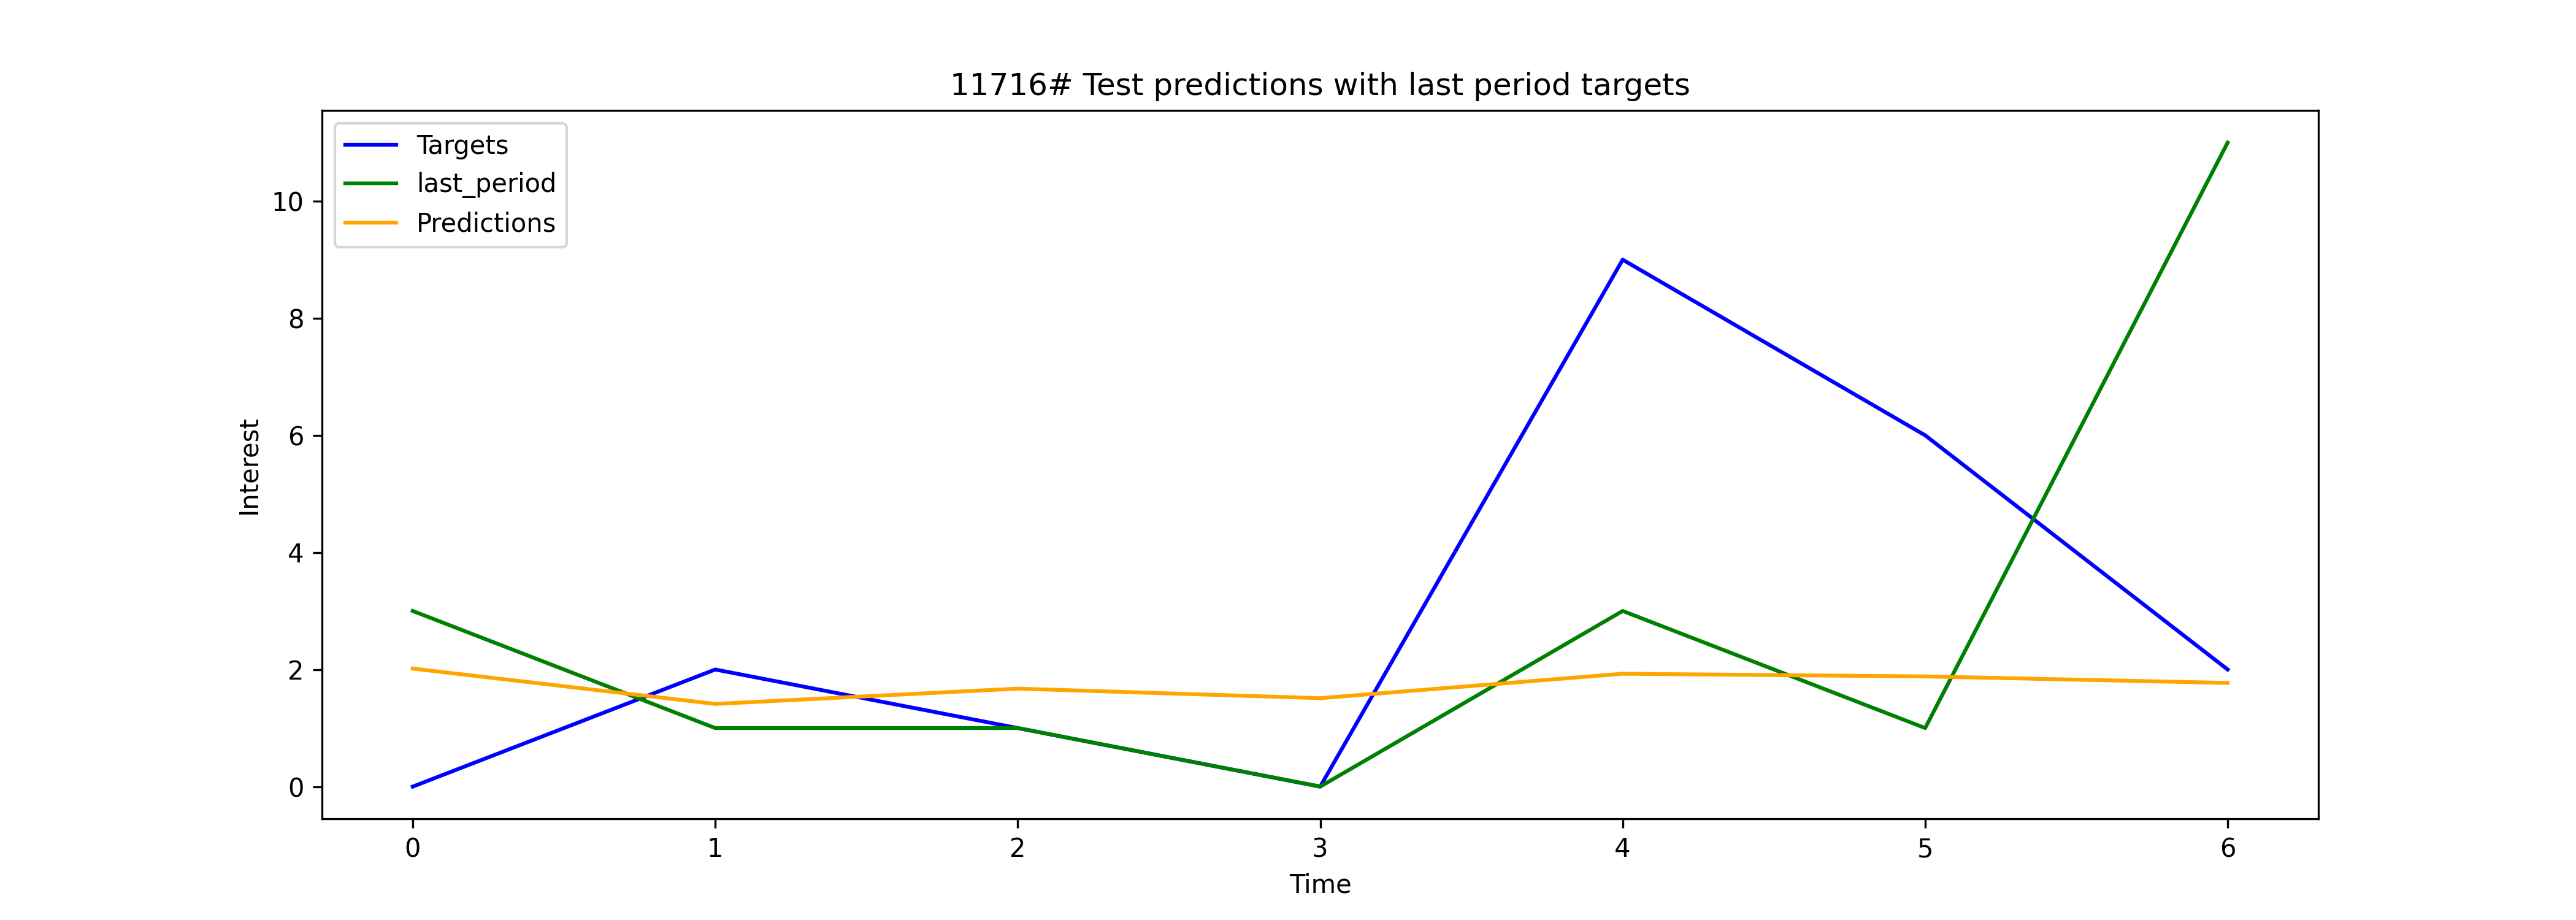 11716# Test predictions with last period targets
Targets
last_period
Predictions
10
8
6
4
2
0
Interest
0 1 2 3 4 5 6
Time